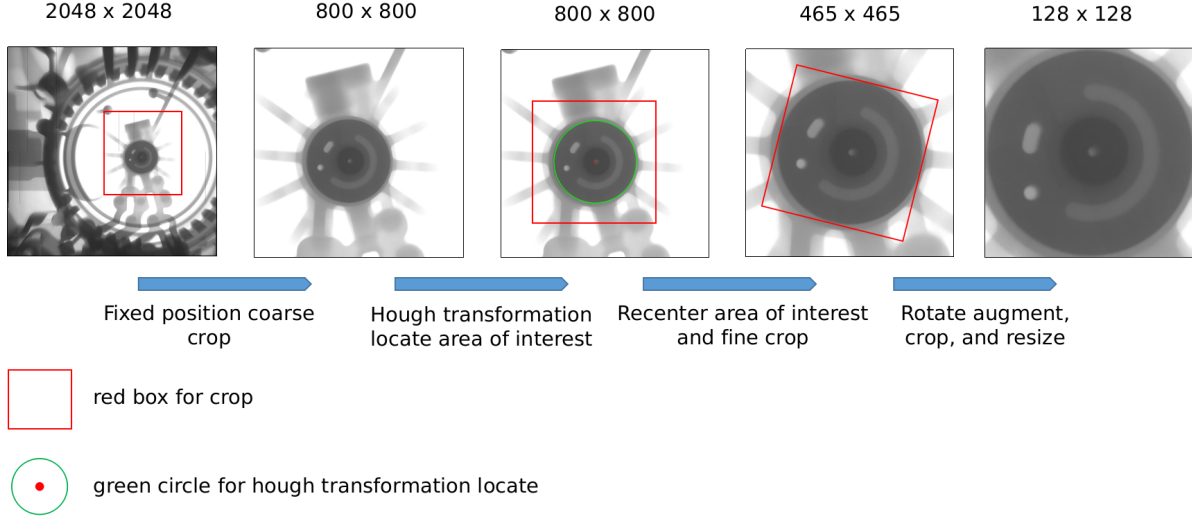 2048 x 2048
800 x 800
800 x 800
465 x 465
128 x 128
Fixed position coarse
crop
Hough transformation
locate area of interest
Recenter area of interest
and fine crop
Rotate augment,
crop, and resize
red box for crop
green circle for hough transformation locate